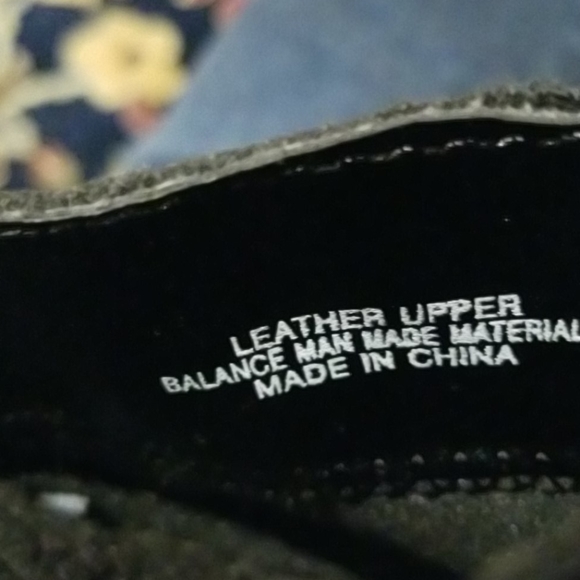 LEATHER UPPER
BALANCE MAN MADE MATERIAL
MADE IN CHINA